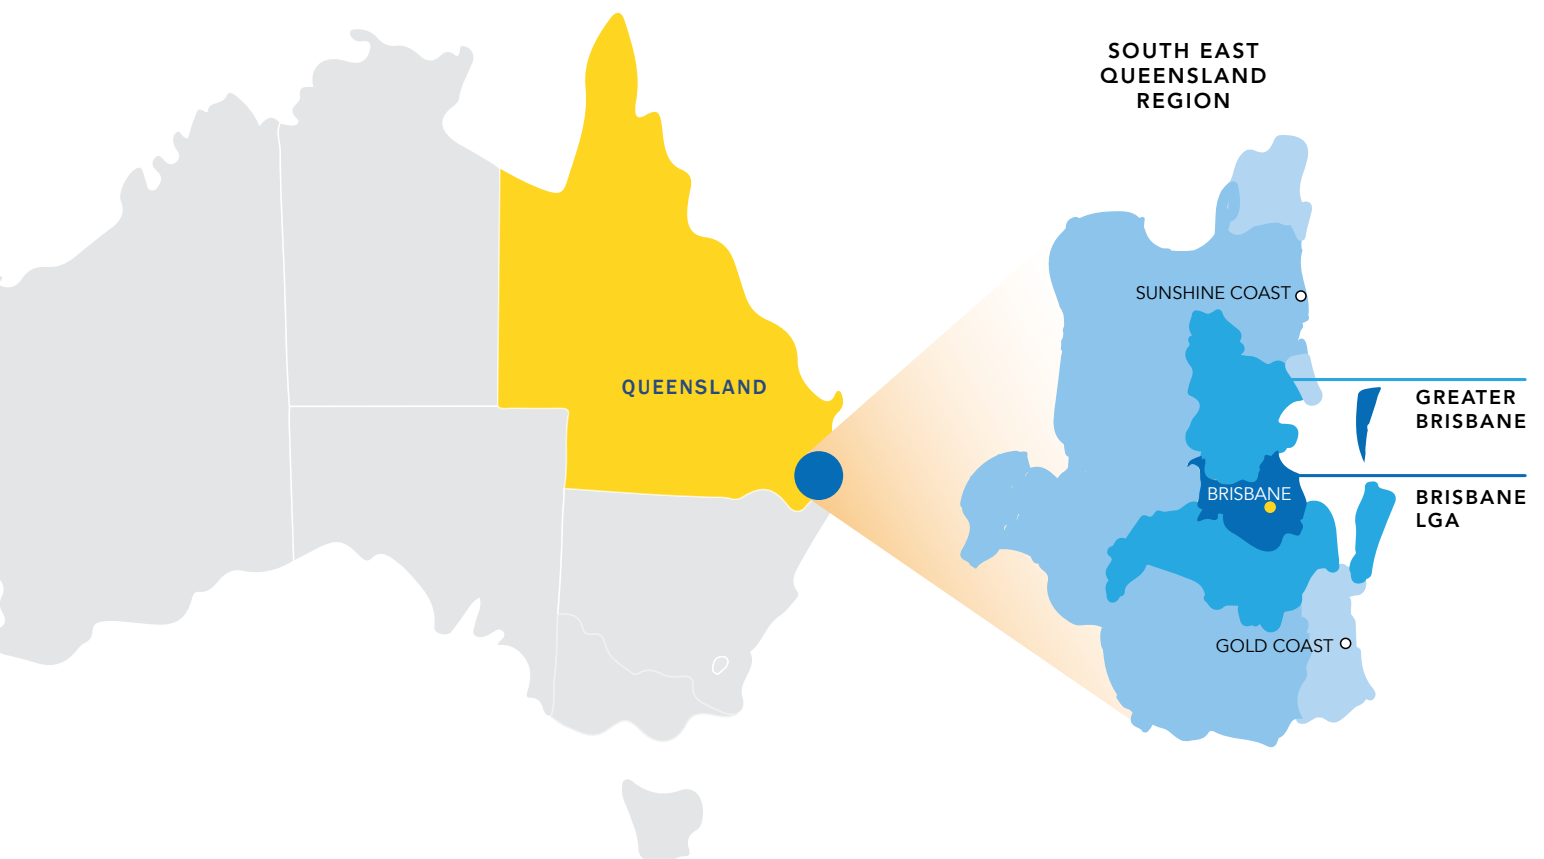 SOUTH EAST
QUEENSLAND
REGION
SUNSHINE COAST
QUEENSLAND
GREATER
BRISBANE
BRISBANE
BRISBANE
LGA
GOLD COAST